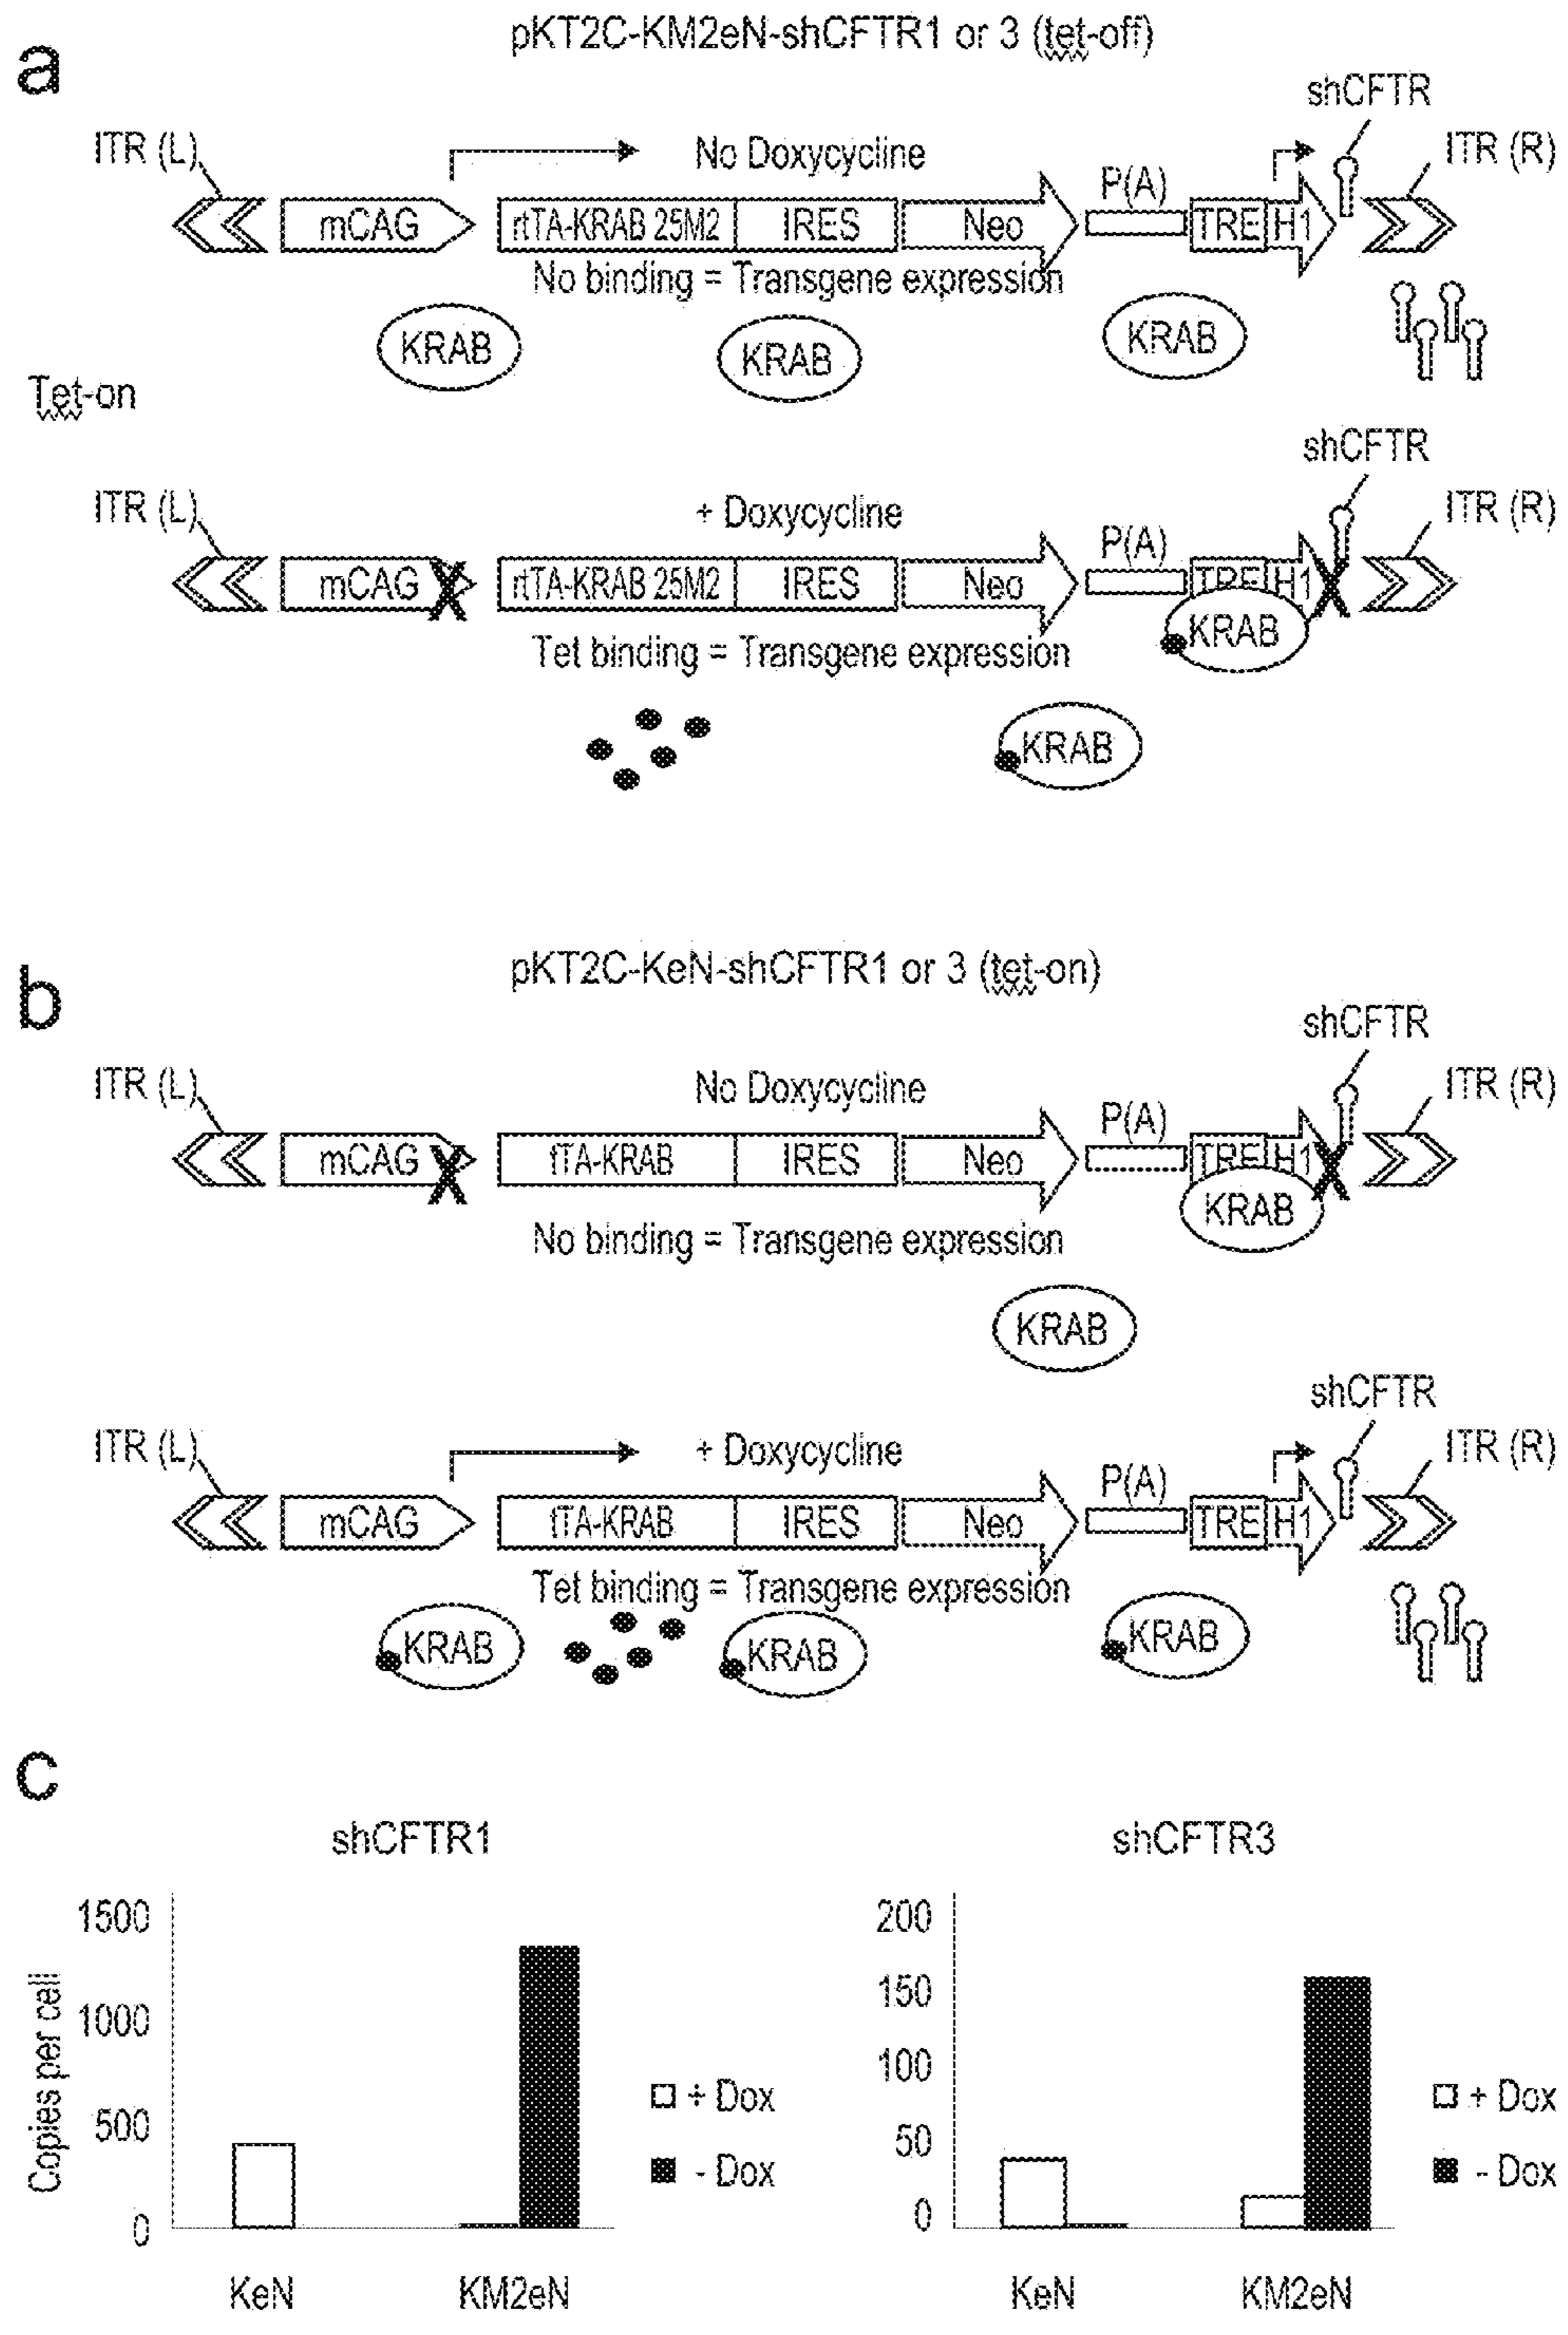 a
pKT2C-KM2eN-shCFTR1 or 3 (tet-off)
shCFTR
ITR (L)
No Doxycycline
P(A)
ITR (R)
mCAG
rtTA-KRAB 25M2
IRES
Neo
TRE
H1
No binding = Transgene expression
KRAB
KRAB
KRAB
Tet-on
shCFTR
ITR (L)
+ Doxycycline
P(A)
ITR (R)
mCAG
rtTA-KRAB 25M2
IRES
Neo
TRE
H1
KRAB
Tet binding = Transgene expression
KRAB
b
pKT2C-KeN-shCFTR1 or 3 (tet-on)
shCFTR
ITR (L)
No Doxycycline
P(A)
ITR (R)
mCAG
tTA-KRAB
IRES
Neo
TRE
H1
KRAB
No binding = Transgene expression
KRAB
shCFTR
ITR (L)
+ Doxycycline
P(A)
ITR (R)
mCAG
tTA-KRAB
IRES
Neo
TRE
H1
Tet binding = Transgene expression
KRAB
KRAB
KRAB
c
shCFTR1
Copies per cell
1500
1000
500
0
KeN
KM2eN
+ Dox
- Dox
shCFTR3
200
150
100
50
0
KeN
KM2eN
+ Dox
- Dox